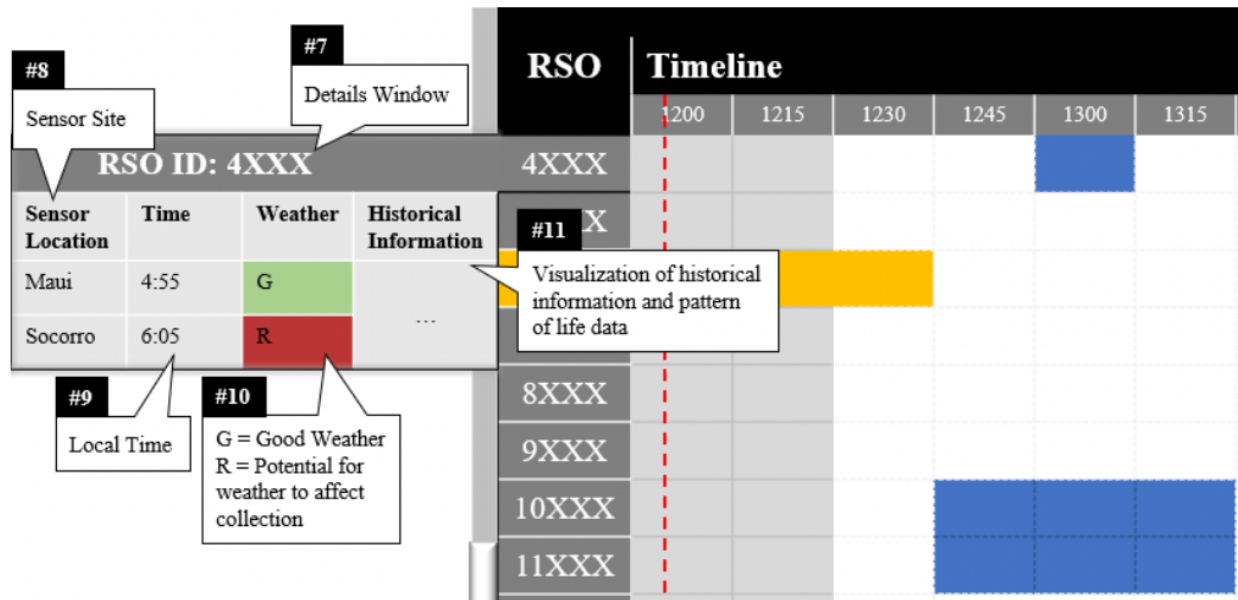 #7
#8
Details Window
Sensor Site
RSO
Timeline
1200 1215 1230 1245 1300 1315
RSO ID: 4XXX
4XXX
Sensor Location
Time
Weather
Historical Information
X
#11
Visualization of historical
information and pattern
of life data
Maui 4:55 G
...
Socorro 6:05 R
8XXX
#9
Local Time
#10
G = Good Weather
R = Potential for
weather to affect
collection
9XXX
10XXX
11XXX